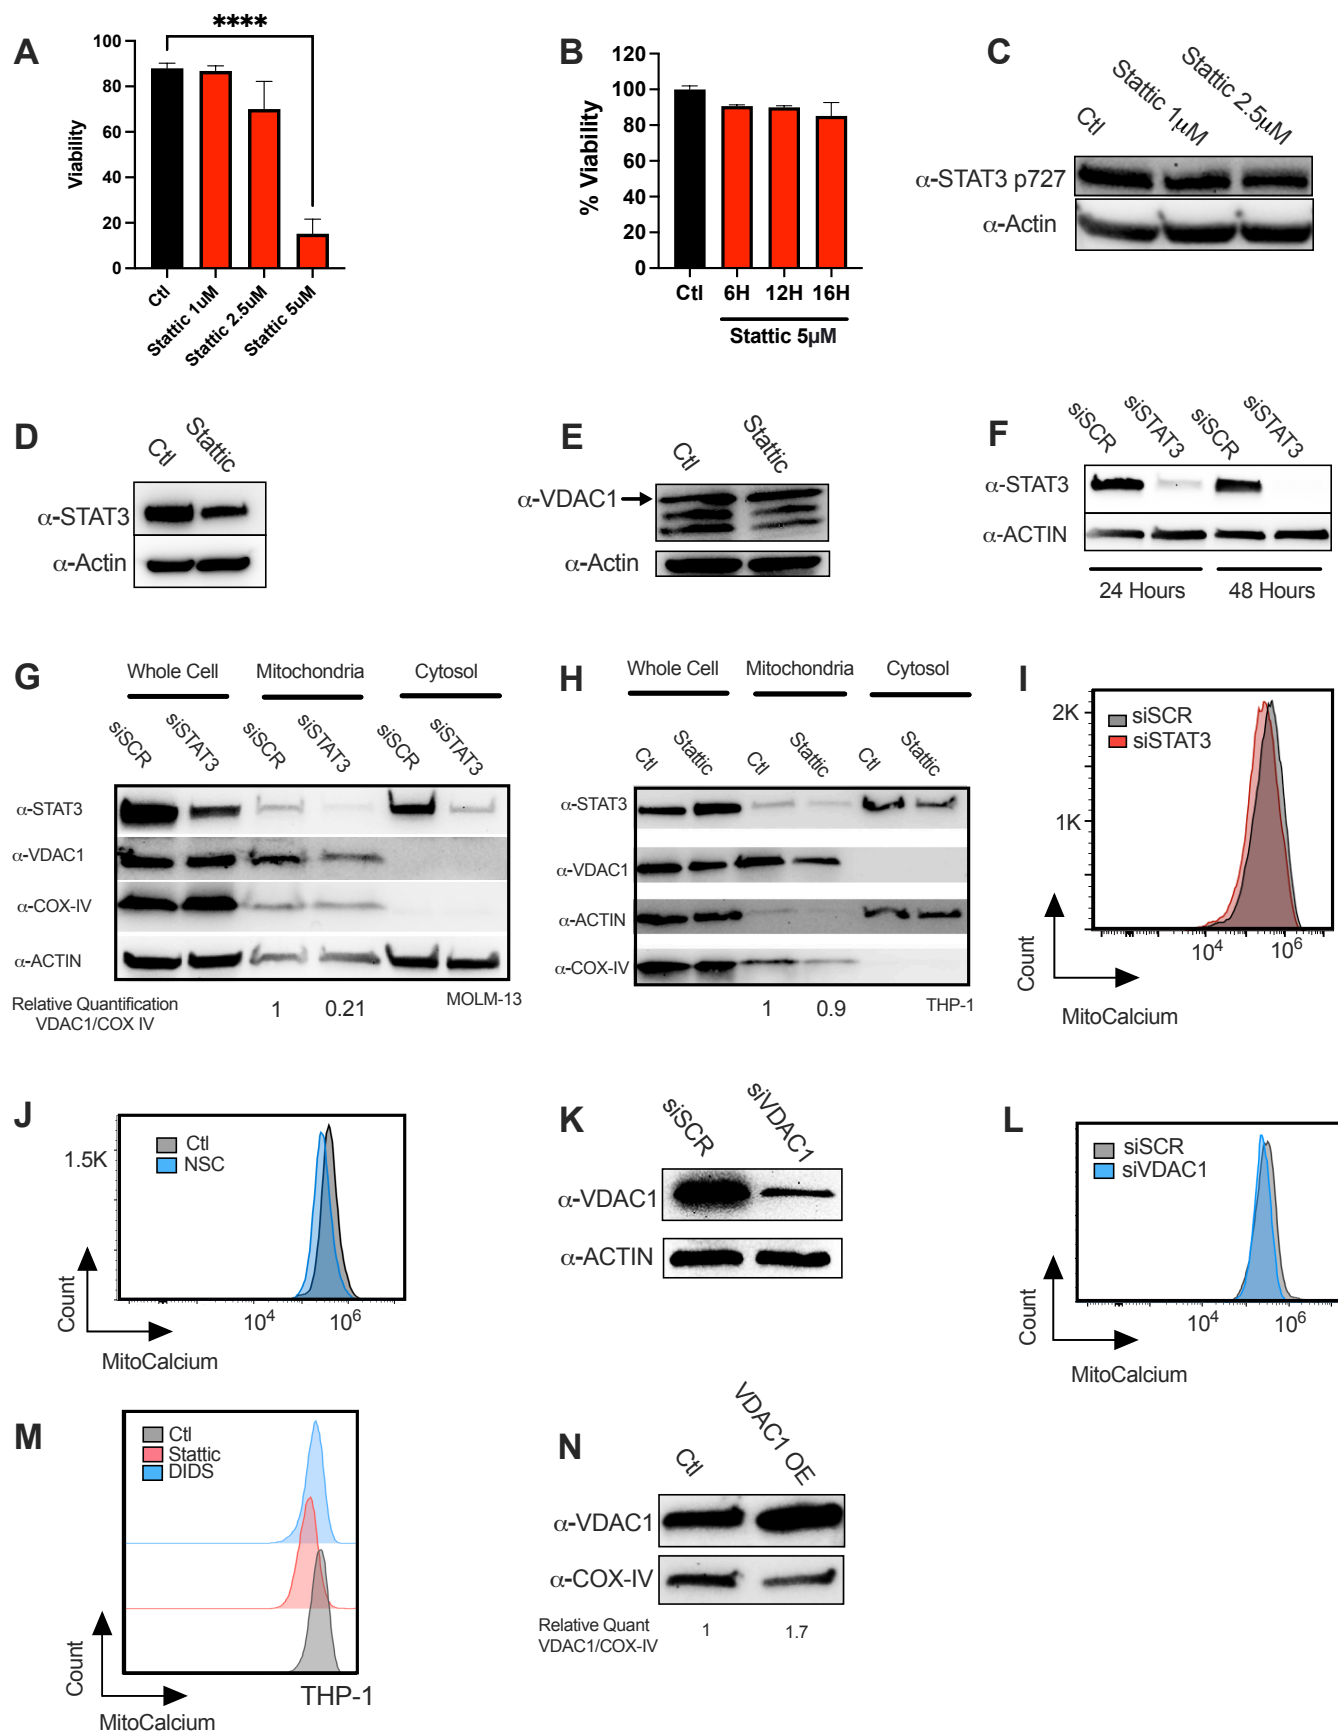 A
****
100
80
60
40
20
0
Viability
Ctl
Stattic 1uM
Stattic 2.5uM
Stattic 5uM
B
120
100
80
60
40
20
0
% Viability
Ctl
6H
12H
16H
Stattic 5µM
C
Ctl
Stattic 1µM
Stattic 2.5µM
α-STAT3 p727
α-Actin
D
Ctl
Stattic
α-STAT3
α-Actin
E
Ctl
Stattic
α-VDAC1
α-Actin
F
siSCR
siSTAT3
siSCR
siSTAT3
α-STAT3
α-ACTIN
24 Hours
48 Hours
G
Whole Cell
Mitochondria
Cytosol
siSCR
siSTAT3
siSCR
siSTAT3
siSCR
siSTAT3
α-STAT3
α-VDAC1
α-COX-IV
α-ACTIN
Relative Quantification
VDAC1/COX IV
1
0.21
MOLM-13
H
Whole Cell
Mitochondria
Cytosol
Ctl
Stattic
Ctl
Stattic
Ctl
Stattic
α-STAT3
α-VDAC1
α-ACTIN
α-COX-IV
1
0.9
THP-1
I
2K
1K
siSCR
siSTAT3
10⁴
10⁶
Count
MitoCalcium
J
1.5K
Ctl
NSC
10⁴
10⁶
Count
MitoCalcium
K
siSCR
siVDAC1
α-VDAC1
α-ACTIN
L
siSCR
siVDAC1
10⁴
10⁶
Count
MitoCalcium
M
Ctl
Stattic
DIDS
Count
THP-1
MitoCalcium
N
Ctl
VDAC1 OE
α-VDAC1
α-COX-IV
Relative Quant
VDAC1/COX-IV
1
1.7